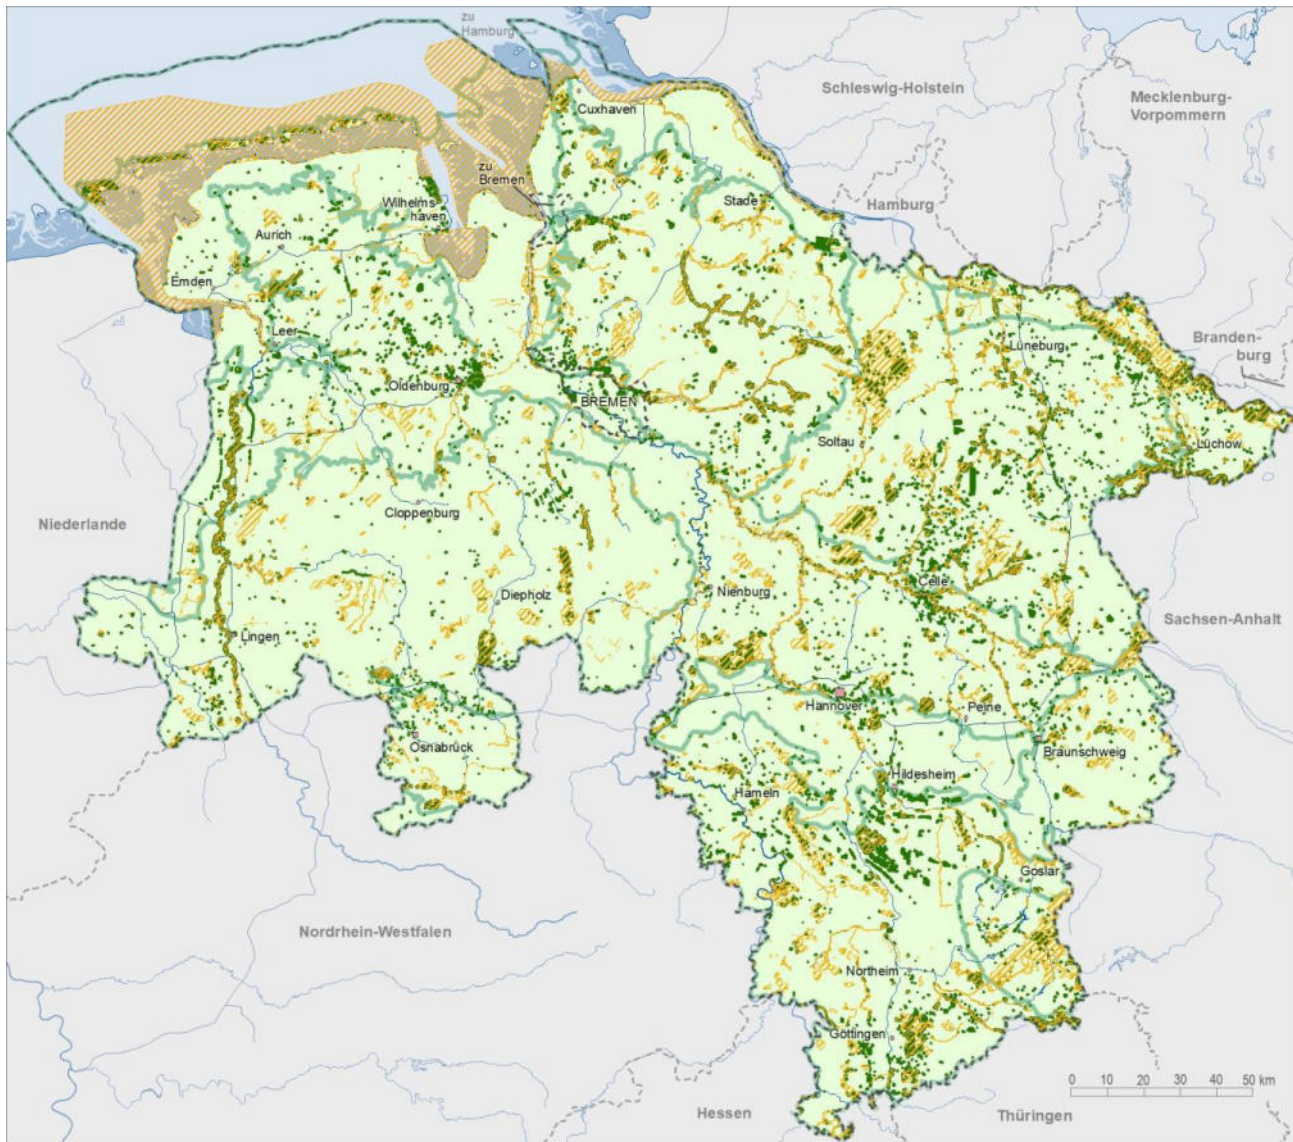 zu
Hamburg
Schleswig-Holstein
Mecklenburg-
Vorpommern
Cuxhaven
zu
Bremen
Stade
Hamburg
Wilhelms-
haven
Aurich
Emden
Leer
Lüneburg
Branden-
burg
Oldenburg
BREMEN
Soltau
Lüchow
Niederlande
Cloppenburg
Celle
Diepholz
Nienburg
Sachsen-Anhalt
Lingen
Hannover
Peine
Osnabrück
Braunschweig
Hildesheim
Hameln
Goslar
Nordrhein-Westfalen
Northeim
Göttingen
0 10 20 30 40 50 km
Hessen
Thüringen